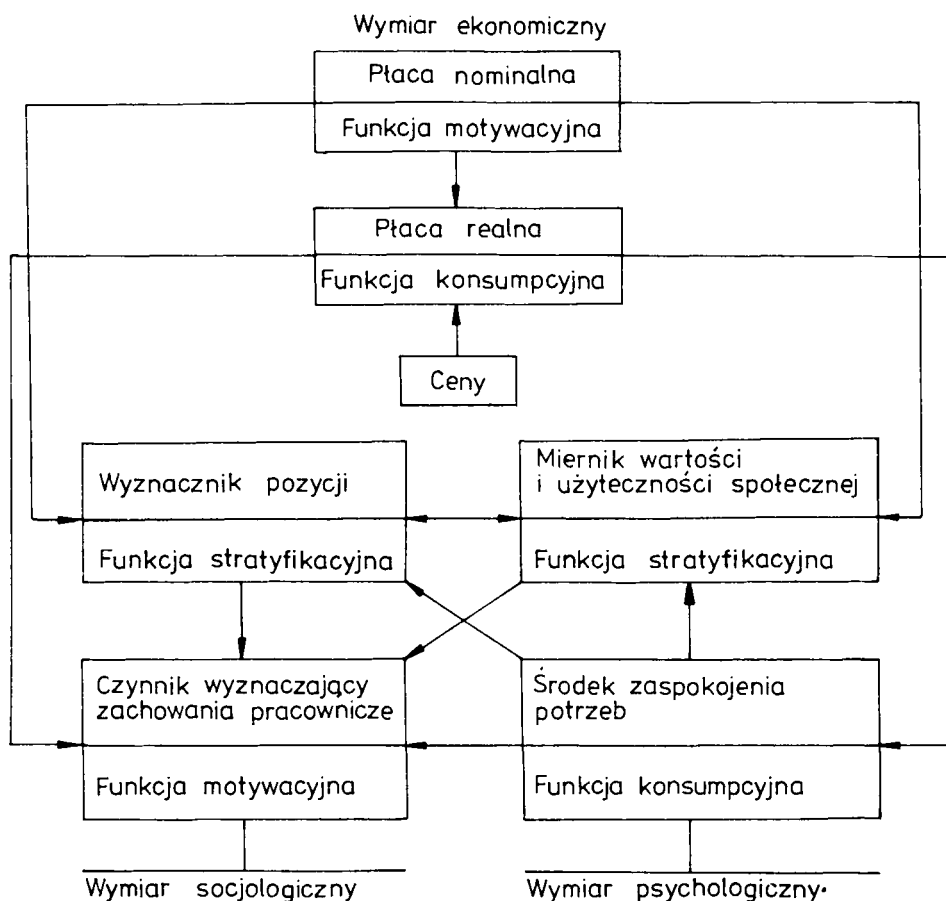 Wymiar ekonomiczny
Płaca nominalna
Funkcja motywacyjna
Płaca realna
Funkcja konsumpcyjna
Ceny
Wyznacznik pozycji
Funkcja stratyfikacyjna
Miernik wartości
i użyteczności społecznej
Funkcja stratyfikacyjna
Czynnik wyznaczający
zachowania pracownicze
Funkcja motywacyjna
Środek zaspokojenia
potrzeb
Funkcja konsumpcyjna
Wymiar socjologiczny
Wymiar psychologiczny.